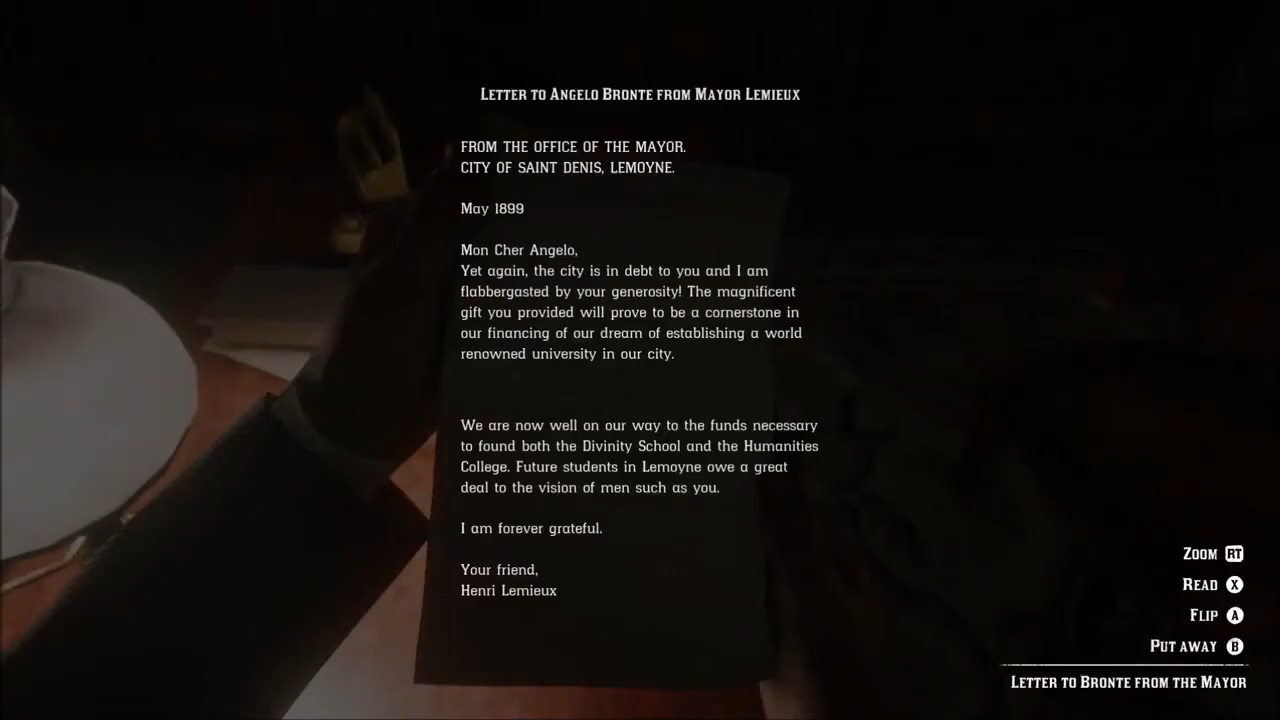 Letter to Angelo Bronte from Mayor Lemieux
FROM THE OFFICE OF THE MAYOR.
CITY OF SAINT DENIS, LEMOYNE.
May 1899
Mon Cher Angelo,
Yet again, the city is in debt to you and I am
flabbergasted by your generosity! The magnificent
gift you provided will prove to be a cornerstone in
our financing of our dream of establishing a world
renowned university in our city.
We are now well on our way to the funds necessary
to found both the Divinity School and the Humanities
College. Future students in Lemoyne owe a great
deal to the vision of men such as you.
I am forever grateful.
Your friend,
Henri Lemieux
Zoom RT
Read X
Flip A
Put away B
Letter to Bronte from the Mayor